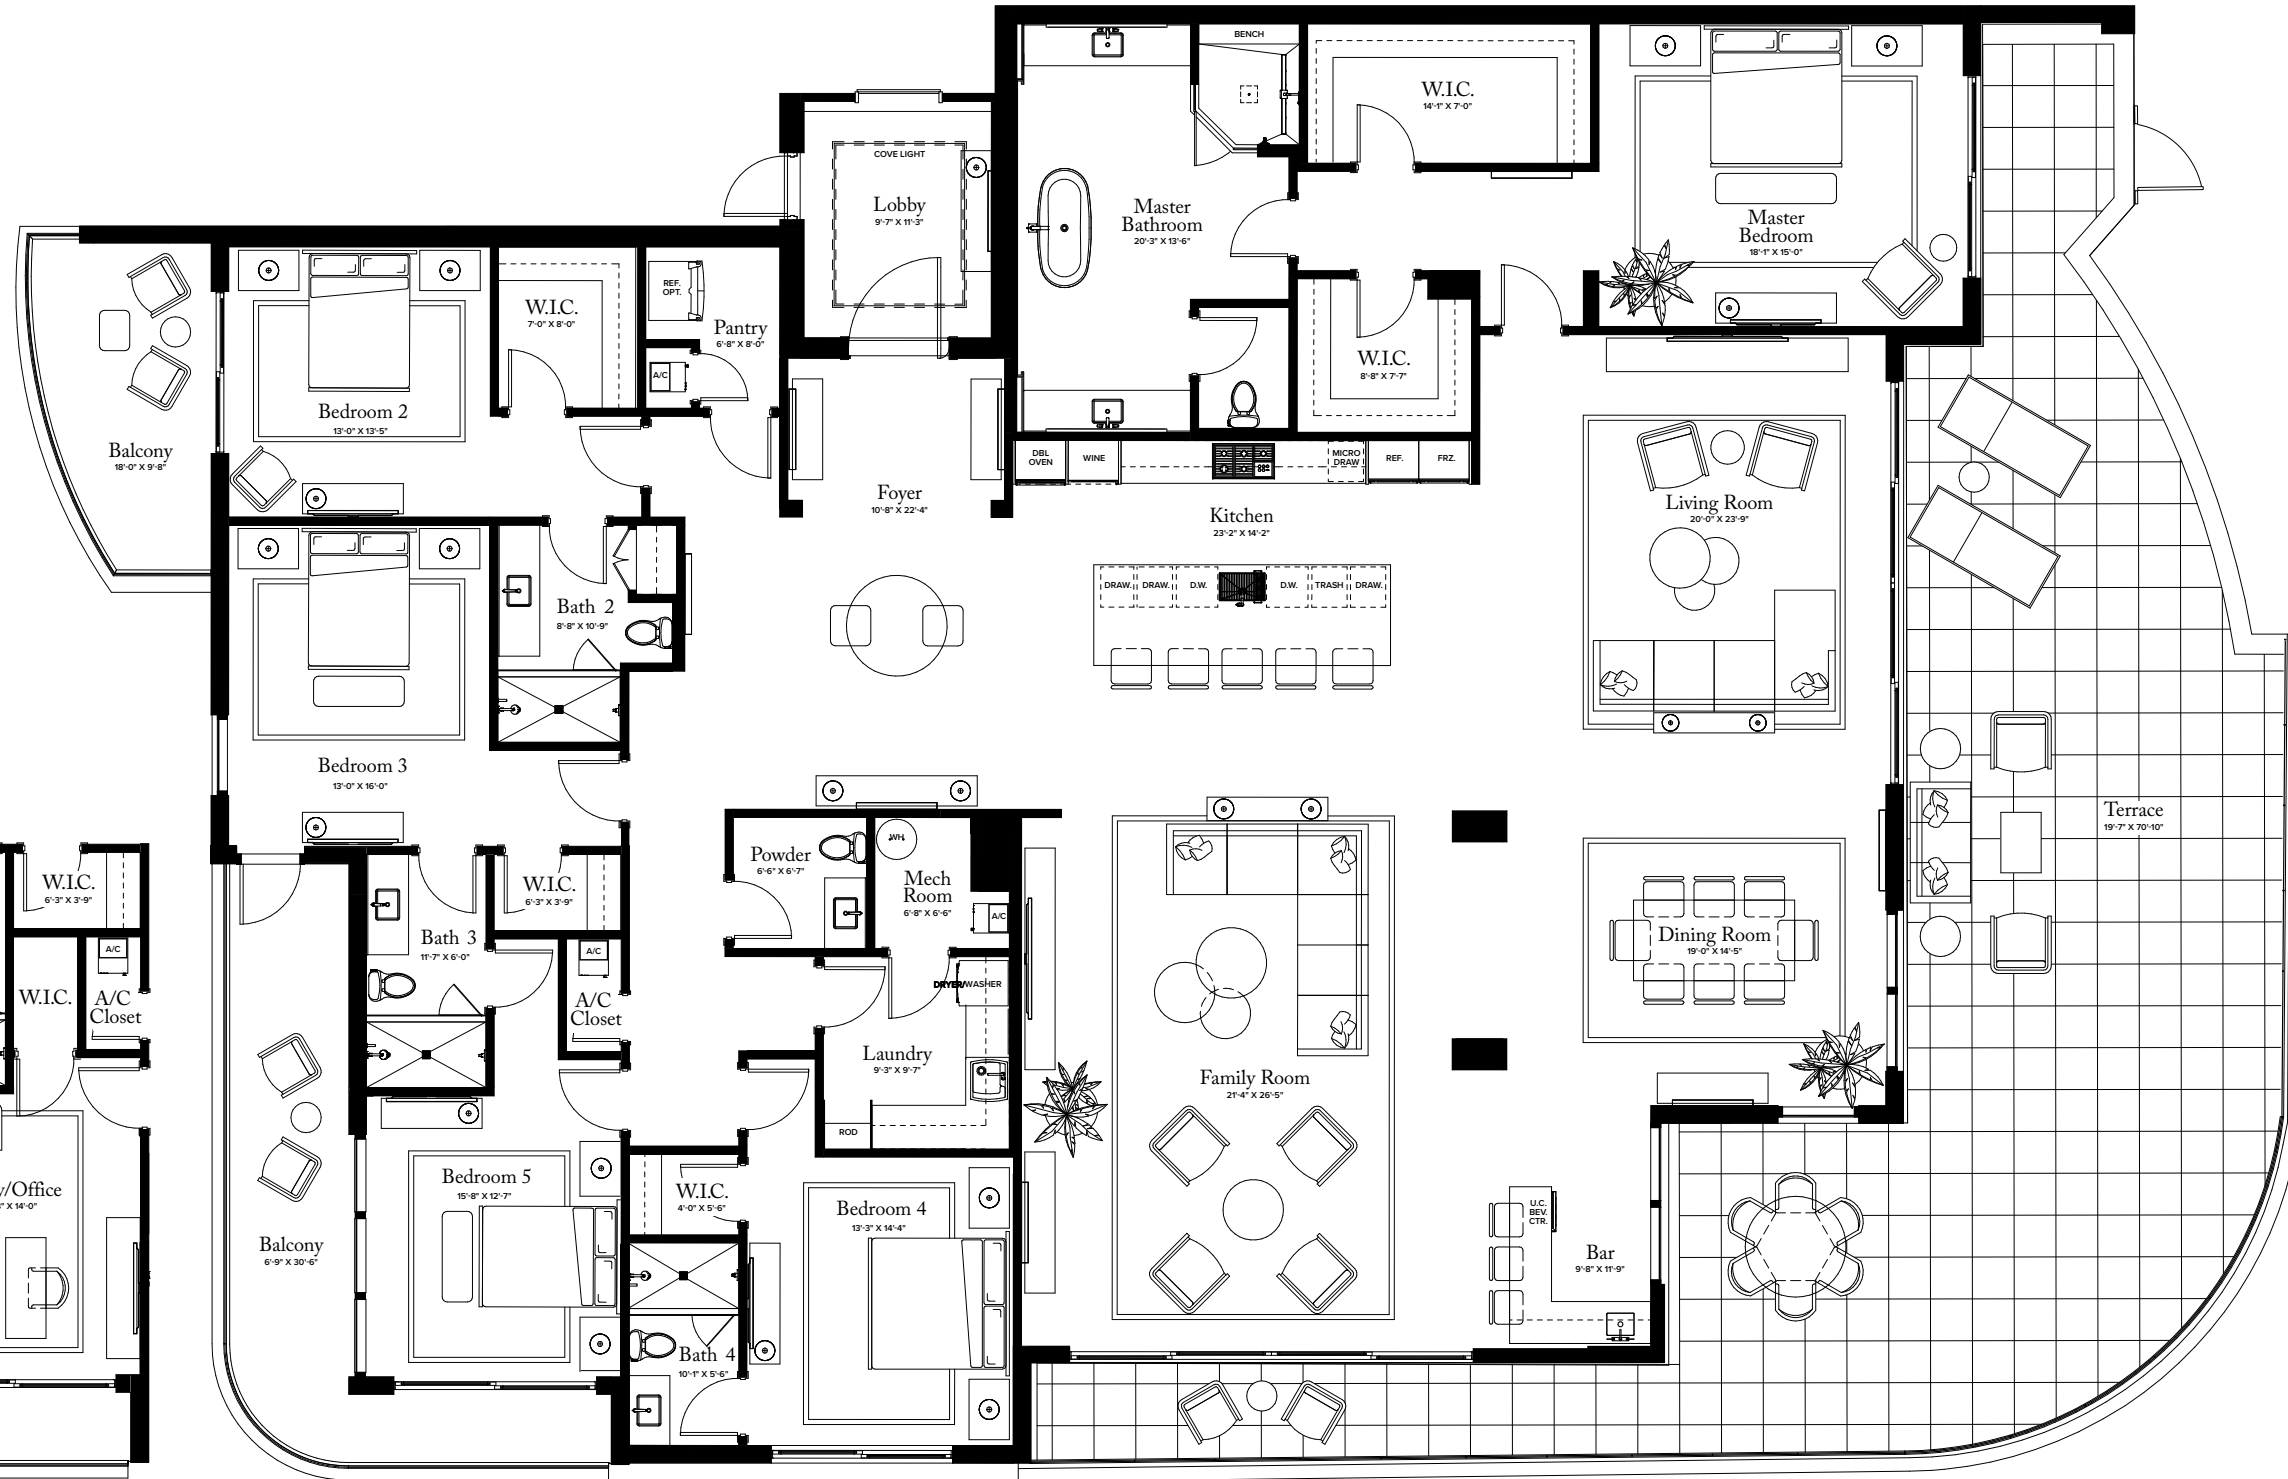 BENCH
W.I.C.
14'-1" X 7'-0"
COVE LIGHT
Lobby
9'-7" X 11'-3"
Master
Bathroom
20'-3" X 13'-6"
Master
Bedroom
18'-1" X 15'-0"
REF.
OPT.
W.I.C.
7'-0" X 8'-0"
Pantry
6'-8" X 8'-0"
A/C
W.I.C.
8'-8" X 7'-7"
Bedroom 2
13'-0" X 13'-5"
Balcony
18'-0" X 9'-8"
DBL
OVEN
WINE
MICRO
DRAW
REF.
FRZ.
Foyer
10'-8" X 22'-4"
Kitchen
23'-2" X 14'-2"
Living Room
20'-0" X 23'-9"
DRAW.
DRAW.
D.W.
D.W.
TRASH
DRAW.
Bath 2
8'-8" X 10'-9"
Bedroom 3
13'-0" X 16'-0"
Terrace
19'-7" X 70'-10"
WH.
Powder
6'-6" X 6'-7"
Mech
Room
6'-8" X 6'-6"
A/C
W.I.C.
6'-3" X 3'-9"
W.I.C.
6'-3" X 3'-9"
Bath 3
11'-7" X 6'-0"
Dining Room
19'-0" X 14'-5"
A/C
A/C
DRYER/WASHER
W.I.C.
A/C
Closet
A/C
Closet
Laundry
9'-3" X 9'-7"
Family Room
21'-4" X 26'-5"
ROD
y/Office
" X 14'-0"
Bedroom 5
15'-8" X 12'-7"
W.I.C.
4'-0" X 5'-6"
Bedroom 4
13'-3" X 14'-4"
U.C.
BEV.
CTR.
Balcony
6'-9" X 30'-6"
Bar
9'-8" X 11'-9"
Bath 4
10'-1" X 5'-6"